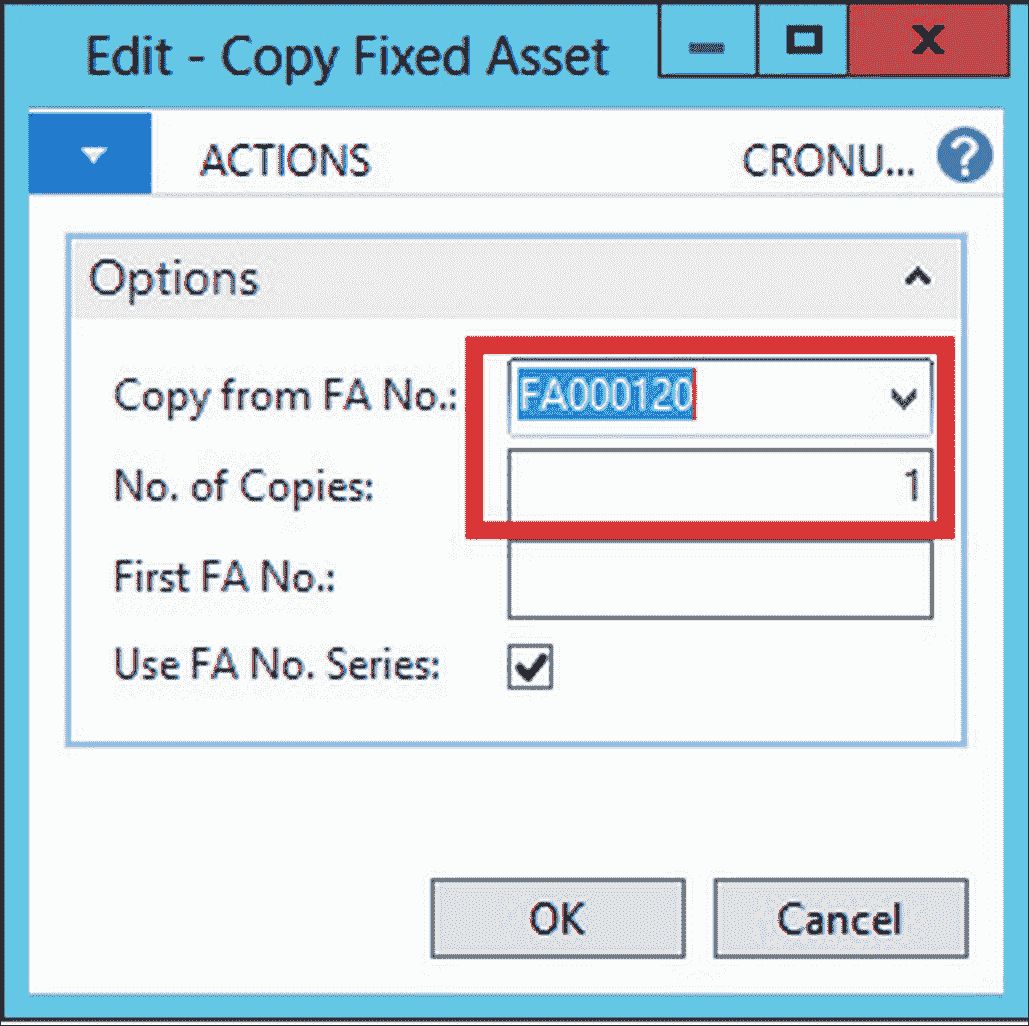 Edit - Copy Fixed Asset
ACTIONS CRONU... ?
Options
Copy from FA No.: FA000120
No. of Copies: 1
First FA No.:
Use FA No. Series:
OK Cancel